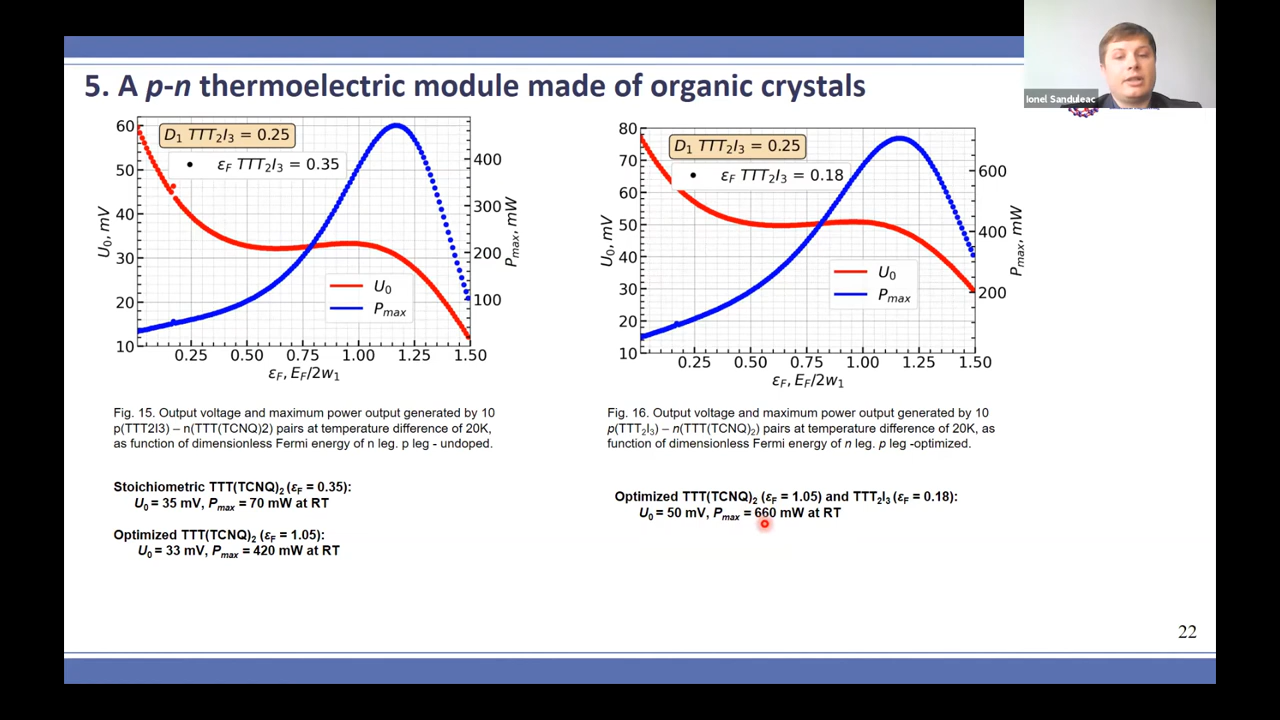 5. A p-n thermoelectric module made of organic crystals
Ionel Sanduleac
D1 TTT2I3 = 0.25
εF TTT2I3 = 0.35
60
50
40
30
20
10
400
300
200
100
U0, mV
Pmax, mW
U0
Pmax
0.25 0.50 0.75 1.00 1.25 1.50
εF, EF/2w1
D1 TTT2I3 = 0.25
εF TTT2I3 = 0.18
80
70
60
50
40
30
20
10
600
400
200
U0, mV
Pmax, mW
U0
Pmax
0.25 0.50 0.75 1.00 1.25 1.50
εF, EF/2w1
Fig. 15. Output voltage and maximum power output generated by 10
p(TTT2I3) – n(TTT(TCNQ)2) pairs at temperature difference of 20K,
as function of dimensionless Fermi energy of n leg. p leg - undoped.
Fig. 16. Output voltage and maximum power output generated by 10
p(TTT2I3) – n(TTT(TCNQ)2) pairs at temperature difference of 20K, as
function of dimensionless Fermi energy of n leg. p leg -optimized.
Stoichiometric TTT(TCNQ)2 (εF = 0.35):
U0 = 35 mV, Pmax = 70 mW at RT
Optimized TTT(TCNQ)2 (εF = 1.05):
U0 = 33 mV, Pmax = 420 mW at RT
Optimized TTT(TCNQ)2 (εF = 1.05) and TTT2I3 (εF = 0.18):
U0 = 50 mV, Pmax = 660 mW at RT
22